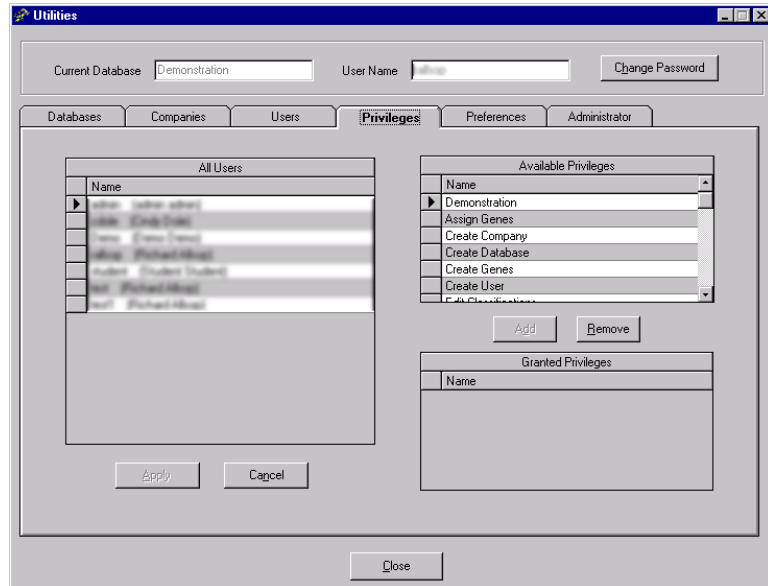 Utilities
Current Database Demonstration User Name Change Password
Databases Companies Users Privileges Preferences Administrator
All Users
Name
Available Privileges
Name
Demonstration
Assign Genes
Create Company
Create Database
Create Genes
Create User
Edit Classifications
Add Remove
Granted Privileges
Name
Apply Cancel
Close